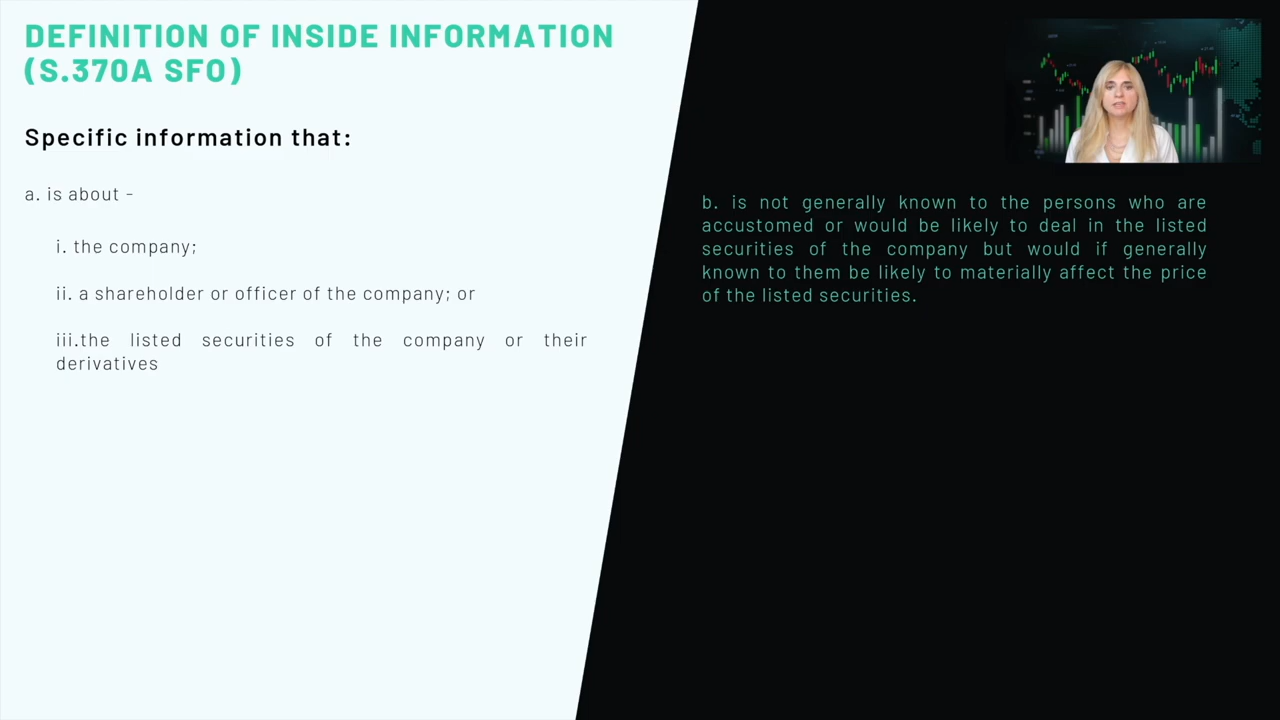 DEFINITION OF INSIDE INFORMATION
(S.370A SFO)
Specific information that:
a. is about -
i. the company;
ii. a shareholder or officer of the company; or
iii.the listed securities of the company or their
derivatives
b. is not generally known to the persons who are
accustomed or would be likely to deal in the listed
securities of the company but would if generally
known to them be likely to materially affect the price
of the listed securities.